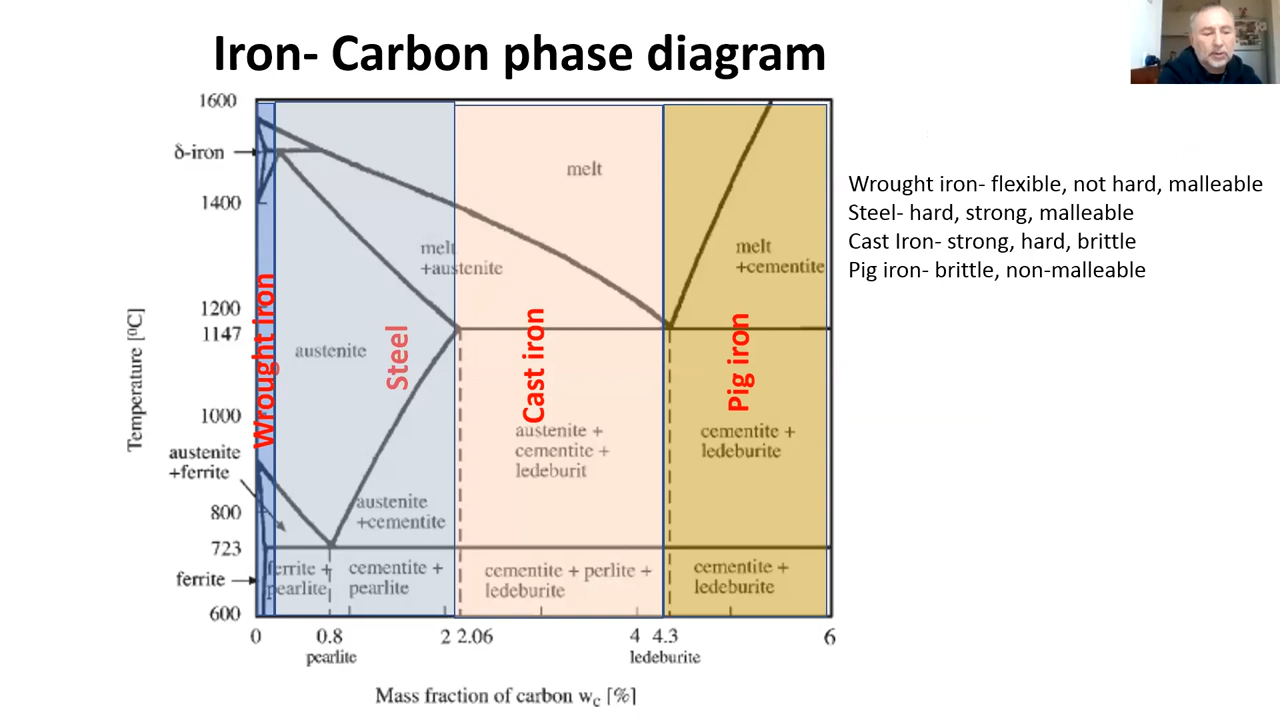 Iron- Carbon phase diagram
1600
δ-iron
1400
1200
1147
1000
austenite
+ferrite
800
723
ferrite
600
Temperature [⁰C]
melt
melt
+austenite
melt
+cementite
austenite
austenite +
cementite +
ledeburit
cementite +
ledeburite
austenite
+cementite
ferrite +
pearlite
cementite +
pearlite
cementite + perlite +
ledeburite
cementite +
ledeburite
Wrought iron
Steel
Cast iron
Pig iron
0 0.8 2 2.06 4 4.3 6
pearlite ledeburite
Mass fraction of carbon wc [%]
Wrought iron- flexible, not hard, malleable
Steel- hard, strong, malleable
Cast Iron- strong, hard, brittle
Pig iron- brittle, non-malleable